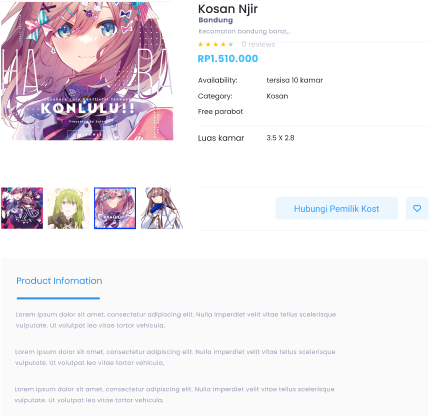 Kosan Njir
Bandung
Kecamatan bandung barat,.
0 reviews
RP1.510.000
Availability: tersisa 10 kamar
Category: Kosan
Free parabot
Luas kamar 3.5 X 2.8
KONLULU!!
Hubungi Pemilik Kost
Product Infomation
Lorem ipsum dolor sit amet, consectetur adipiscing elit. Nulla imperdiet velit vitae tellus scelerisque
vulputate. Ut volutpat leo vitae tortor vehicula,
Lorem ipsum dolor sit amet, consectetur adipiscing elit. Nulla imperdiet velit vitae tellus scelerisque
vulputate. Ut volutpat leo vitae tortor vehicula,
Lorem ipsum dolor sit amet, consectetur adipiscing elit. Nulla imperdiet velit vitae tellus scelerisque
vulputate. Ut volutpat leo vitae tortor vehicula,